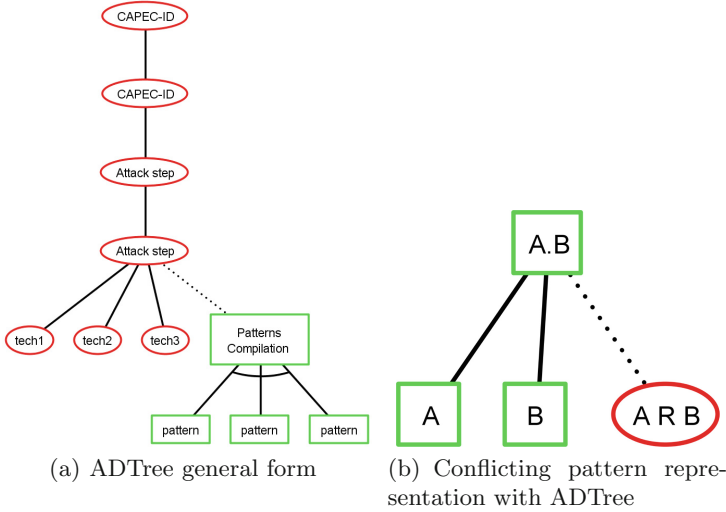 CAPEC-ID
CAPEC-ID
Attack step
Attack step
tech1 tech2 tech3
Patterns
Compilation
pattern pattern pattern
(a) ADTree general form
A.B
A B A R B
(b) Conflicting pattern repre-
sentation with ADTree